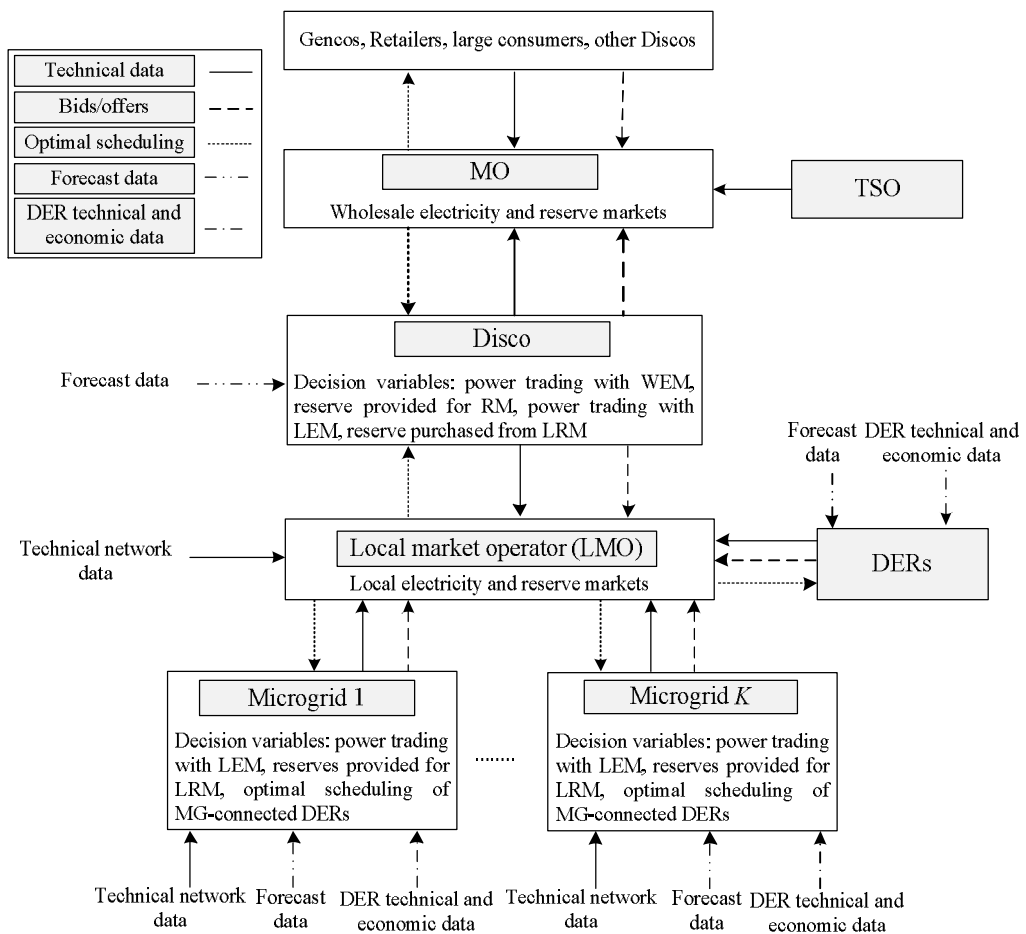 Gencos, Retailers, large consumers, other Discos
Technical data
Bids/offers
Optimal scheduling
Forecast data
DER technical and
economic data
MO
Wholesale electricity and reserve markets
TSO
Disco
Decision variables: power trading with WEM,
reserve provided for RM, power trading with
LEM, reserve purchased from LRM
Forecast data
Forecast
data
DER technical and
economic data
Technical network
data
Local market operator (LMO)
Local electricity and reserve markets
DERs
Microgrid 1
Decision variables: power trading
with LEM, reserves provided for
LRM, optimal scheduling of
MG-connected DERs
Microgrid K
Decision variables: power trading
with LEM, reserves provided for
LRM, optimal scheduling of
MG-connected DERs
Technical network
data
Forecast
data
DER technical and
economic data
Technical network
data
Forecast
data
DER technical and
economic data